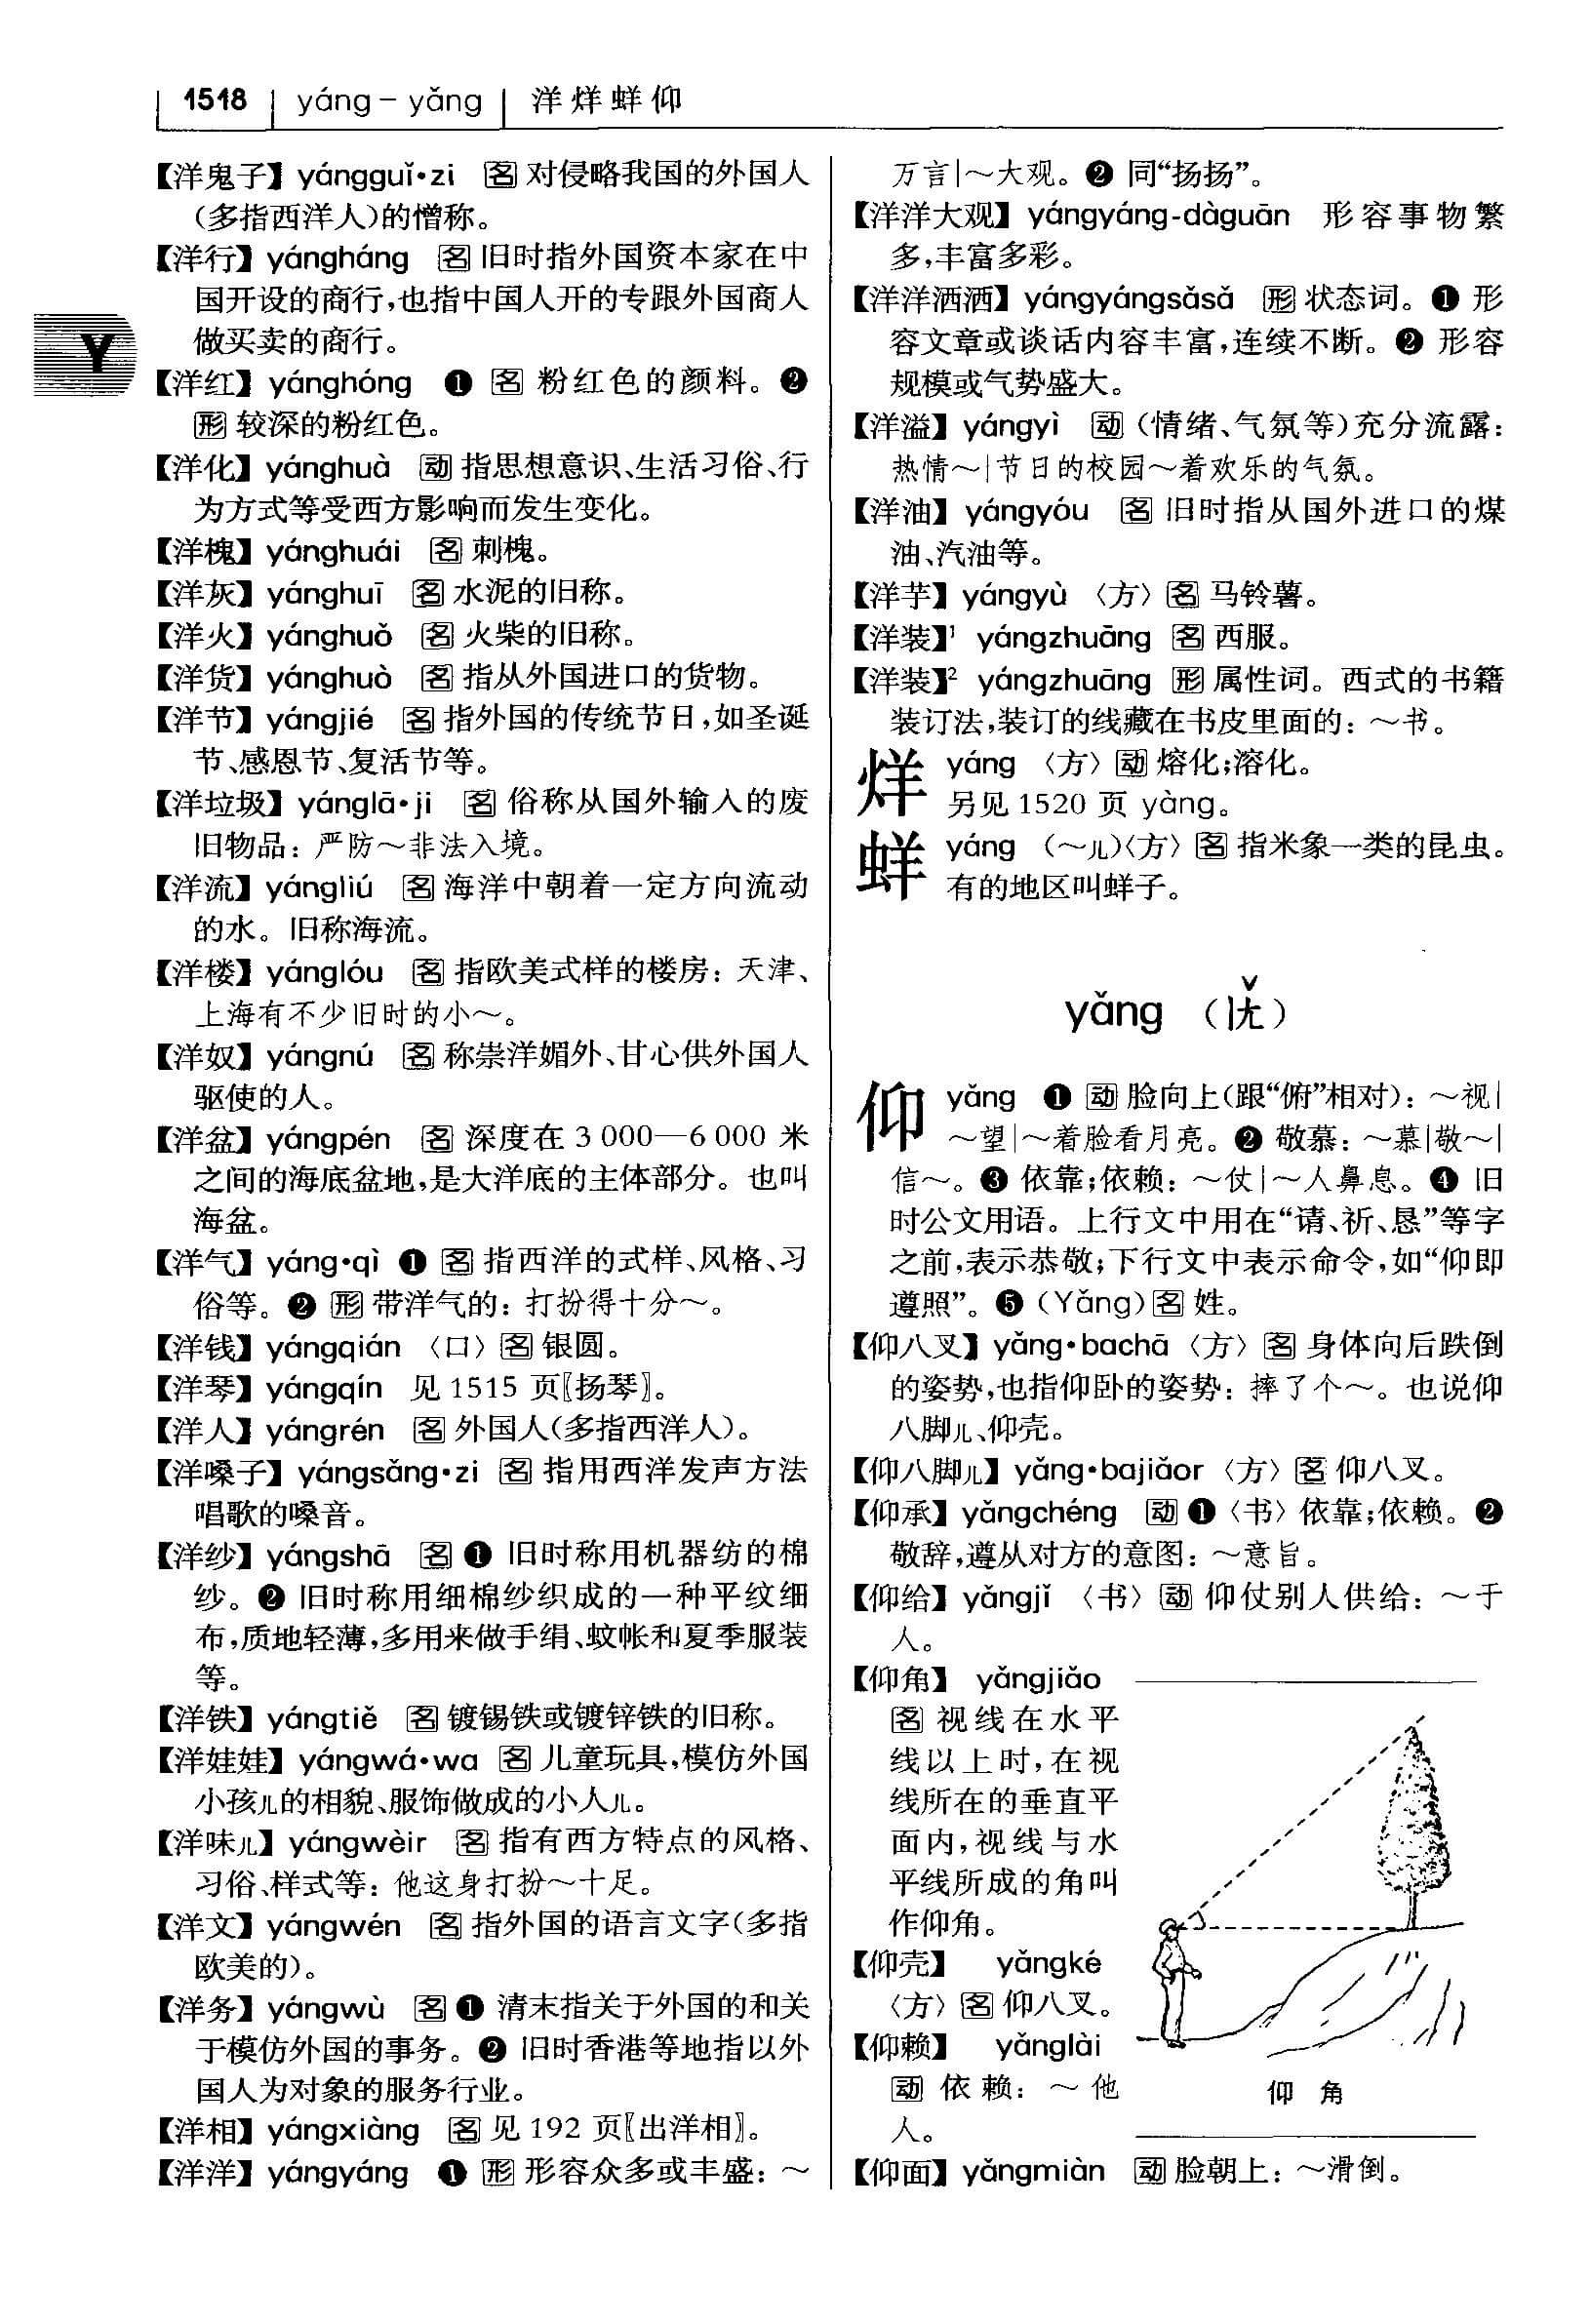 1518 yáng – yǎng 洋烊蛘仰
Y
【洋鬼子】 yángguǐ•zi 名 对侵略我国的外国人
（多指西洋人）的憎称。
【洋行】 yángháng 名 旧时指外国资本家在中
国开设的商行，也指中国人开的专跟外国商人
做买卖的商行。
【洋红】 yánghóng ❶ 名 粉红色的颜料。❷
形 较深的粉红色。
【洋化】 yánghuà 动 指思想意识、生活习俗、行
为方式等受西方影响而发生变化。
【洋槐】 yánghuái 名 刺槐。
【洋灰】 yánghuī 名 水泥的旧称。
【洋火】 yánghuǒ 名 火柴的旧称。
【洋货】 yánghuò 名 指从外国进口的货物。
【洋节】 yángjié 名 指外国的传统节日，如圣诞
节、感恩节、复活节等。
【洋垃圾】 yánglā•jī 名 俗称从国外输入的废
旧物品：严防～非法入境。
【洋流】 yángliú 名 海洋中朝着一定方向流动
的水。旧称海流。
【洋楼】 yánglóu 名 指欧美式样的楼房：天津、
上海有不少旧时的小～。
【洋奴】 yángnú 名 称崇洋媚外、甘心供外国人
驱使的人。
【洋盆】 yángpén 名 深度在 3 000—6 000 米
之间的海底盆地，是大洋底的主体部分。也叫
海盆。
【洋气】 yáng•qì ❶ 名 指西洋的式样、风格、习
俗等。❷ 形 带洋气的：打扮得十分～。
【洋钱】 yángqián 〈口〉 名 银圆。
【洋琴】 yángqín 见 1515 页〖扬琴〗。
【洋人】 yángrén 名 外国人（多指西洋人）。
【洋嗓子】 yángsǎng•zi 名 指用西洋发声方法
唱歌的嗓音。
【洋纱】 yángshā 名 ❶ 旧时称用机器纺的棉
纱。❷ 旧时称用细棉纱织成的一种平纹细
布，质地轻薄，多用来做手绢、蚊帐和夏季服装
等。
【洋铁】 yángtiě 名 镀锡铁或镀锌铁的旧称。
【洋娃娃】 yángwá•wa 名 儿童玩具，模仿外国
小孩儿的相貌、服饰做成的小人儿。
【洋味儿】 yángwèir 名 指有西方特点的风格、
习俗、样式等：他这身打扮～十足。
【洋文】 yángwén 名 指外国的语言文字（多指
欧美的）。
【洋务】 yángwù 名 ❶ 清末指关于外国的和关
于模仿外国的事务。❷ 旧时香港等地指以外
国人为对象的服务行业。
【洋相】 yángxiàng 名 见 192 页〖出洋相〗。
【洋洋】 yángyáng ❶ 形 形容众多或丰盛：～
万言|～大观。❷ 同“扬扬”。
【洋洋大观】 yángyáng-dàguān 形容事物繁
多，丰富多彩。
【洋洋洒洒】 yángyángsǎsǎ 形 状态词。❶ 形
容文章或谈话内容丰富，连续不断。❷ 形容
规模或气势盛大。
【洋溢】 yángyì 动 （情绪、气氛等）充分流露：
热情～|节日的校园～着欢乐的气氛。
【洋油】 yángyóu 名 旧时指从国外进口的煤
油、汽油等。
【洋芋】 yángyù 〈方〉 名 马铃薯。
【洋装】¹ yángzhuāng 名 西服。
【洋装】² yángzhuāng 形 属性词。西式的书籍
装订法，装订的线藏在书皮里面的：～书。
烊 yáng 〈方〉 动 熔化；溶化。
另见 1520 页 yàng。
蛘 yáng （～儿）〈方〉 名 指米象一类的昆虫。
有的地区叫蛘子。
yǎng （ㄧㄤˇ）
仰 yǎng ❶ 动 脸向上（跟“俯”相对）：～视|
～望|～着脸看月亮。❷ 敬慕：～慕|敬～|
信～。❸ 依靠；依赖：～仗|～人鼻息。❹ 旧
时公文用语。上行文中用在“请、祈、恳”等字
之前，表示恭敬；下行文中表示命令，如“仰即
遵照”。❺ （Yǎng） 名 姓。
【仰八叉】 yǎng•bachā 〈方〉 名 身体向后跌倒
的姿势，也指仰卧的姿势：摔了个～。也说仰
八脚儿、仰壳。
【仰八脚儿】 yǎng•bajiǎor 〈方〉 名 仰八叉。
【仰承】 yǎngchéng 动 ❶ 〈书〉依靠；依赖。❷
敬辞，遵从对方的意图：～意旨。
【仰给】 yǎngjǐ 〈书〉 动 仰仗别人供给：～于
人。
【仰角】 yǎngjiǎo
名 视线在水平
线以上时，在视
线所在的垂直平
面内，视线与水
平线所成的角叫
作仰角。
【仰壳】 yǎngké
〈方〉 名 仰八叉。
【仰赖】 yǎnglài
动 依赖：～他
人。
仰 角
【仰面】 yǎngmiàn 动 脸朝上：～滑倒。